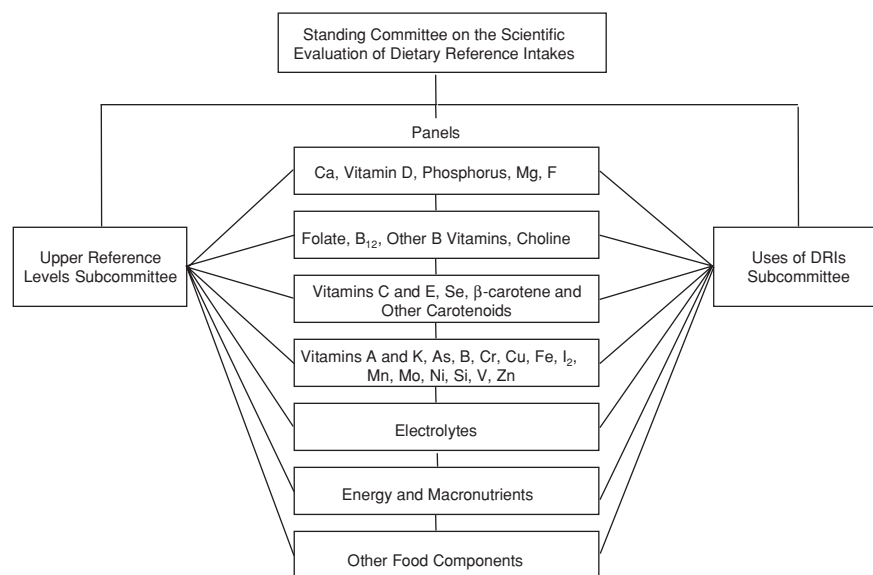 Standing Committee on the Scientific
Evaluation of Dietary Reference Intakes
Panels
Ca, Vitamin D, Phosphorus, Mg, F
Upper Reference
Levels Subcommittee
Folate, B₁₂, Other B Vitamins, Choline
Uses of DRIs
Subcommittee
Vitamins C and E, Se, β-carotene and
Other Carotenoids
Vitamins A and K, As, B, Cr, Cu, Fe, I₂,
Mn, Mo, Ni, Si, V, Zn
Electrolytes
Energy and Macronutrients
Other Food Components